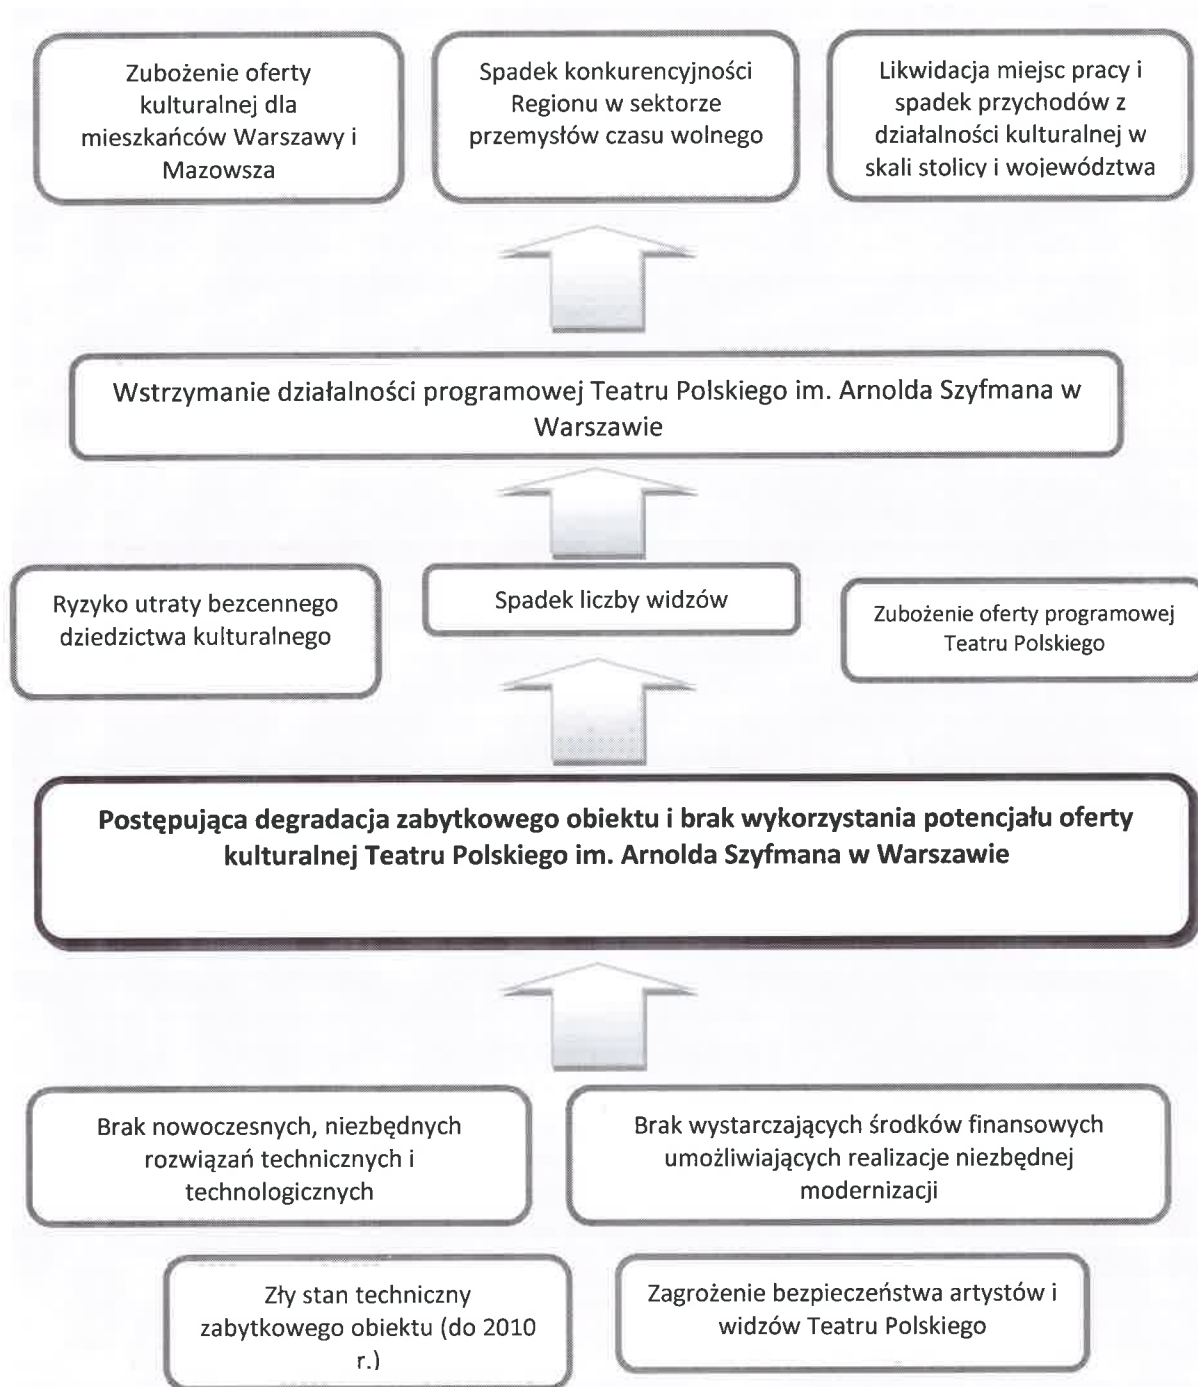 Zubożenie oferty
kulturalnej dla
mieszkańców Warszawy i
Mazowsza
Spadek konkurencyjności
Regionu w sektorze
przemysłów czasu wolnego
Likwidacja miejsc pracy i
spadek przychodów z
działalności kulturalnej w
skali stolicy i województwa
Wstrzymanie działalności programowej Teatru Polskiego im. Arnolda Szyfmana w
Warszawie
Ryzyko utraty bezcennego
dziedzictwa kulturalnego
Spadek liczby widzów
Zubożenie oferty programowej
Teatru Polskiego
Postępująca degradacja zabytkowego obiektu i brak wykorzystania potencjału oferty
kulturalnej Teatru Polskiego im. Arnolda Szyfmana w Warszawie
Brak nowoczesnych, niezbędnych
rozwiązań technicznych i
technologicznych
Brak wystarczających środków finansowych
umożliwiających realizacje niezbędnej
modernizacji
Zły stan techniczny
zabytkowego obiektu (do 2010
r.)
Zagrożenie bezpieczeństwa artystów i
widzów Teatru Polskiego